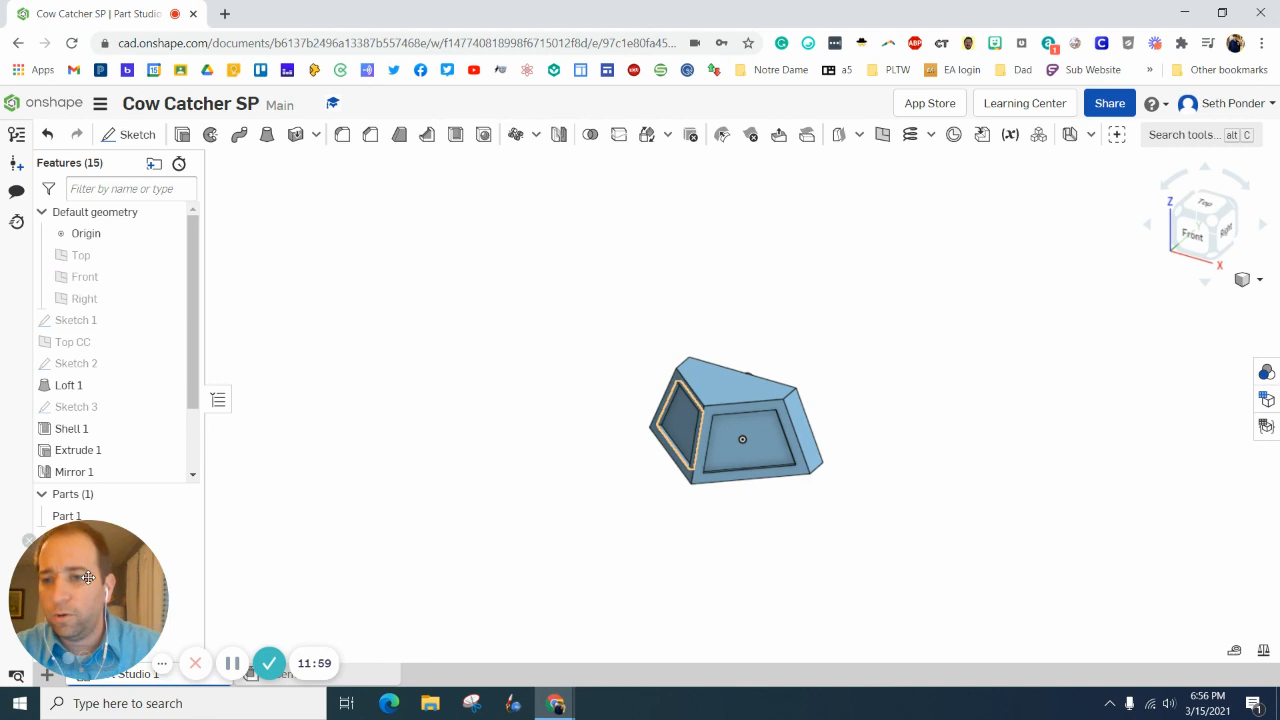 Cow Catcher SP | Part Studio
cad.onshape.com/documents/b6137b2496a13387b557468e/w/f147740818998f6715012f8d/e/97c1e80fa45...
Apps
Notre Dame
a5
PLTW
EA login
Dad
Sub Website
»
Other bookmarks
onshape
Cow Catcher SP
Main
App Store
Learning Center
Share
Seth Ponder
Sketch
(x)
Search tools...
alt
C
Features (15)
Filter by name or type
Default geometry
Origin
Top
Front
Right
Sketch 1
Top CC
Sketch 2
Loft 1
Sketch 3
Shell 1
Extrude 1
Mirror 1
Parts (1)
Part 1
Z
Top
Front
Right
X
11:59
Studio 1
Type here to search
6:56 PM
3/15/2021